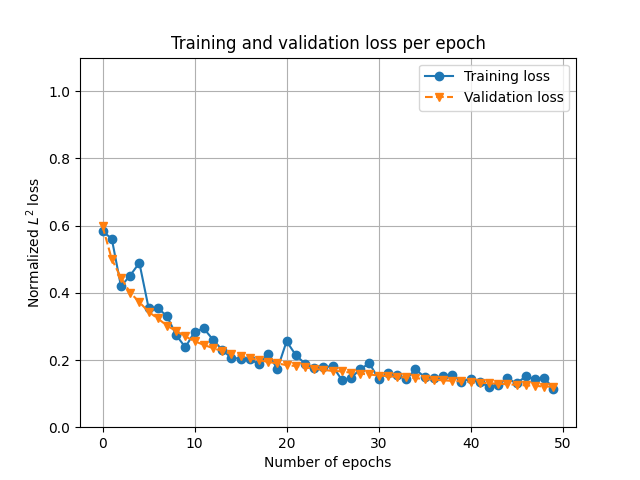 Training and validation loss per epoch
Training loss
Validation loss
Normalized L² loss
1.0
0.8
0.6
0.4
0.2
0.0
0 10 20 30 40 50
Number of epochs